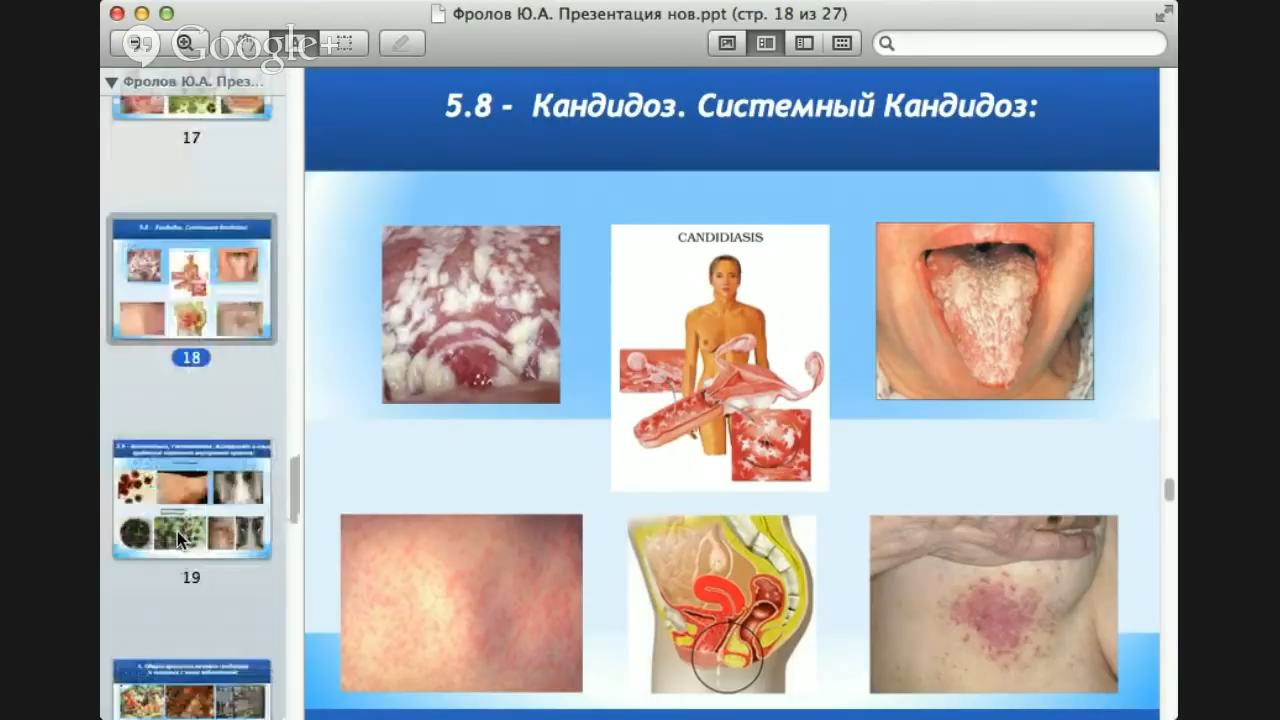 Фролов Ю.А. Презентация нов.ppt (стр. 18 из 27)
Google+
Фролов Ю.А. През...
17
18
19
5.8 - Кандидоз. Системный Кандидоз:
CANDIDIASIS